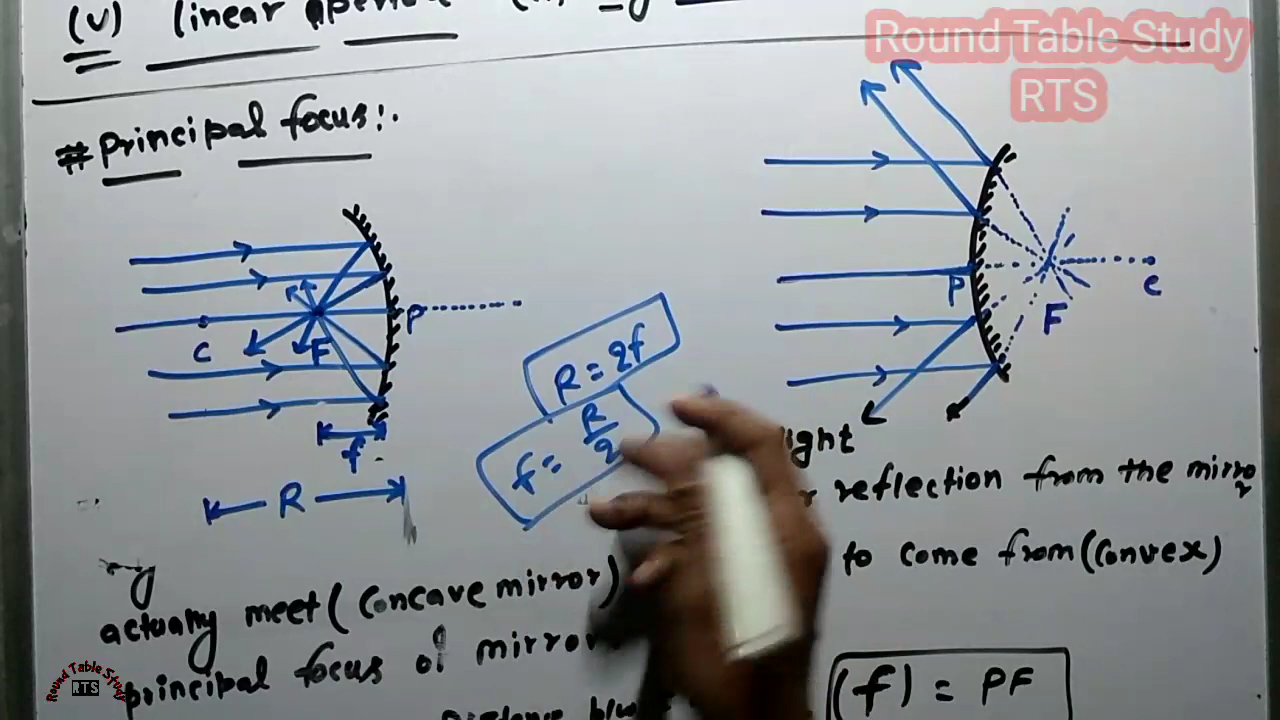 (V) linear
Round Table Study
RTS
# Principal focus:.
C
F
P
f
R
R = 2f
f = R/2
P
F
C
reflection from the mirror
to come from (Convex)
actually meet (Concave mirror)
principal focus of mirror
(f) = PF
Round Table Study
RTS